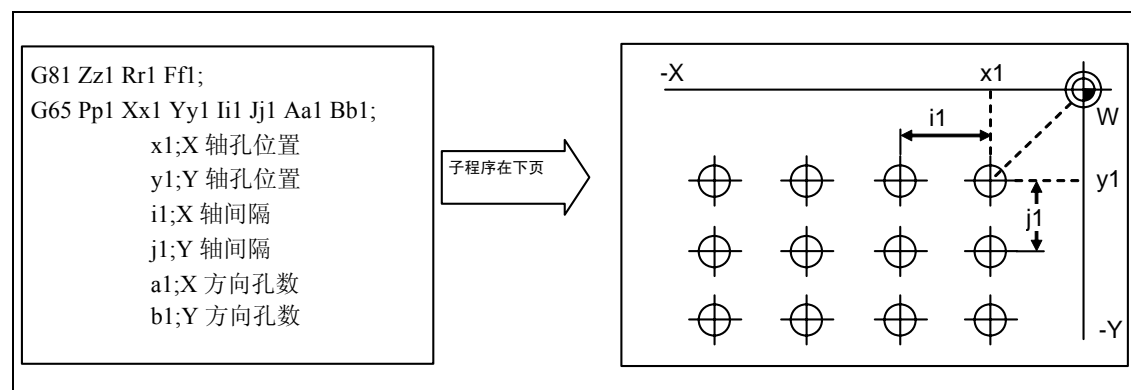 G81 Zz1 Rr1 Ff1;
G65 Pp1 Xx1 Yy1 Ii1 Jj1 Aa1 Bb1;
x1;X 轴孔位置
y1;Y 轴孔位置
i1;X 轴间隔
j1;Y 轴间隔
a1;X 方向孔数
b1;Y 方向孔数
子程序在下页
-X
x1
i1
W
y1
j1
-Y